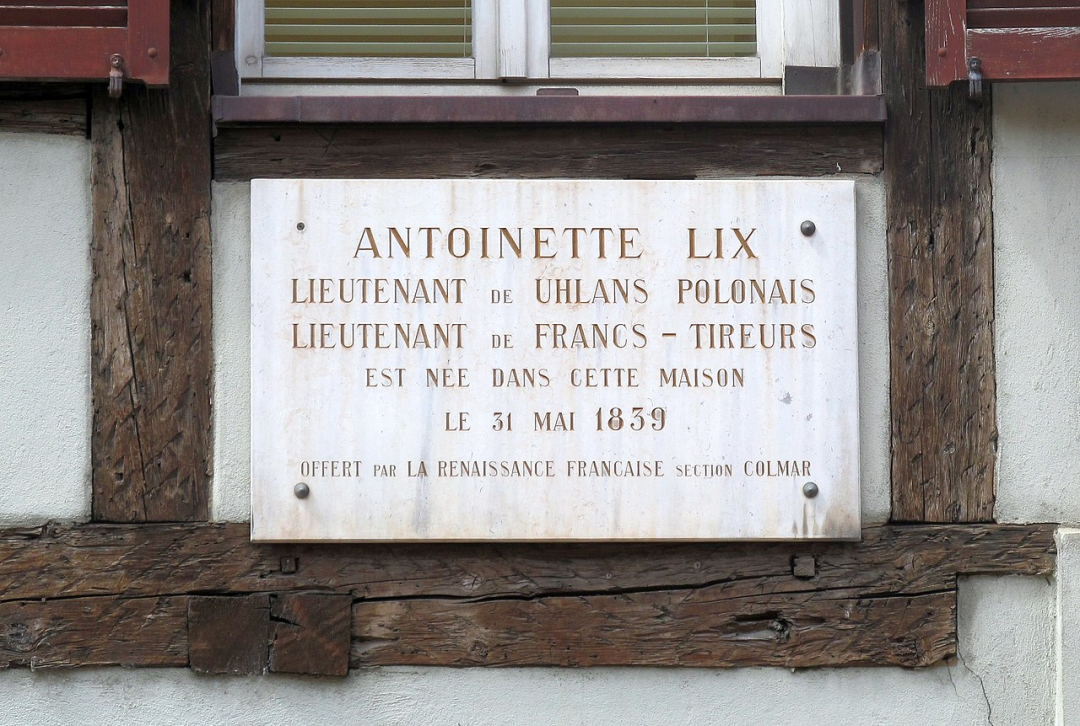 ANTOINETTE LIX
LIEUTENANT DE UHLANS POLONAIS
LIEUTENANT DE FRANCS - TIREURS
EST NÉE DANS CETTE MAISON
LE 31 MAI 1839
OFFERT PAR LA RENAISSANCE FRANCAISE SECTION COLMAR